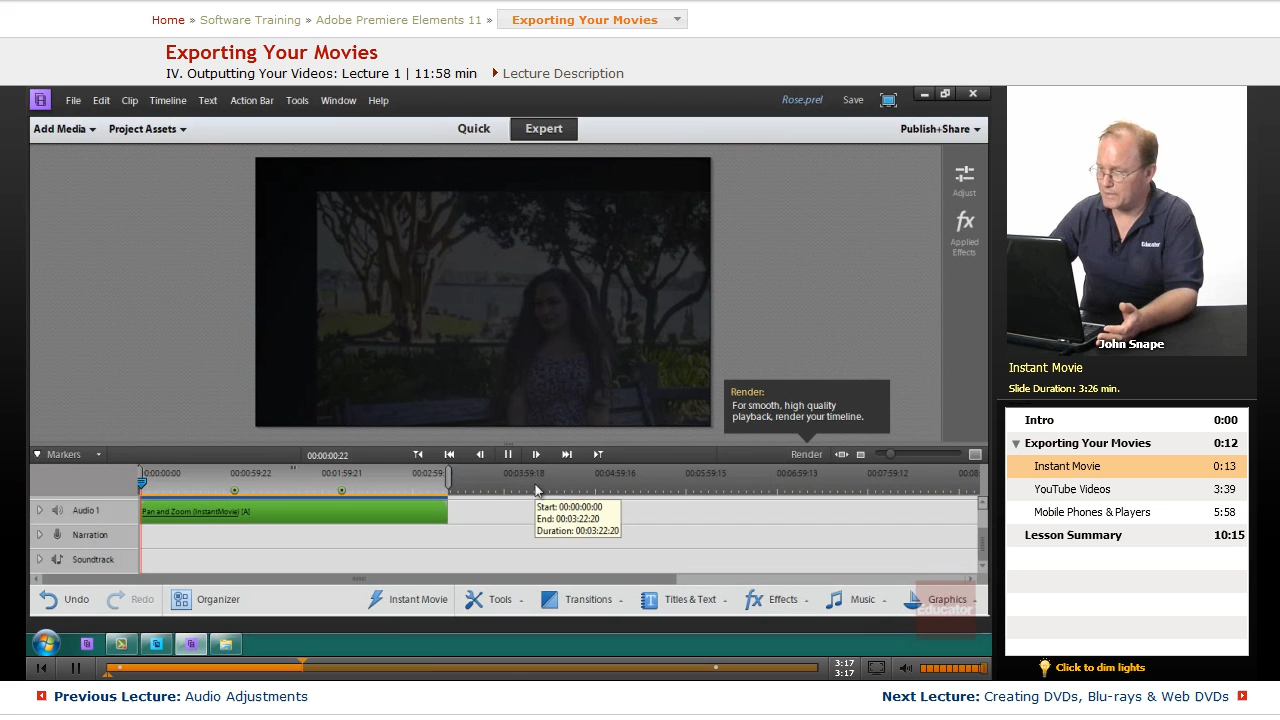 Home » Software Training » Adobe Premiere Elements 11 » Exporting Your Movies
Exporting Your Movies
IV. Outputting Your Videos: Lecture 1 | 11:58 min Lecture Description
File Edit Clip Timeline Text Action Bar Tools Window Help Rose.prel Save
Add Media Project Assets Quick Expert Publish+Share
Adjust
fx
Applied
Effects
Educator
John Snape
Instant Movie
Slide Duration: 3:26 min.
Render:
For smooth, high quality
playback, render your timeline.
Intro 0:00
Exporting Your Movies 0:12
Instant Movie 0:13
YouTube Videos 3:39
Mobile Phones & Players 5:58
Lesson Summary 10:15
Markers 00:00:00:22 Render
00:00:00:00 00:00:59:22 00:01:59:21 00:02:59: 00:03:59:18 00:04:59:16 00:05:59:15 00:06:59:13 00:07:59:12 00:08:
Audio 1 Pan and Zoom (InstantMovie) [A]
Start: 00:00:00:00
End: 00:03:22:20
Duration: 00:03:22:20
Narration
Soundtrack
Undo Redo Organizer Instant Movie Tools Transitions Titles & Text fx Effects Music Graphics
Educator
3:17
3:17
Click to dim lights
Previous Lecture: Audio Adjustments
Next Lecture: Creating DVDs, Blu-rays & Web DVDs